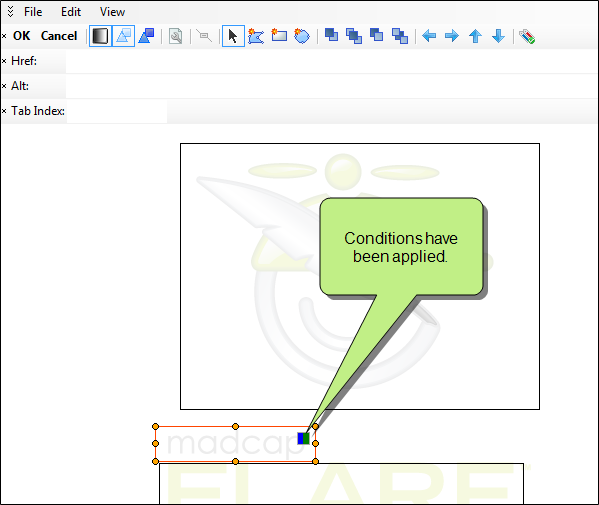 File Edit View
OK Cancel
Href:
Alt:
Tab Index:
Conditions have
been applied.
madcap
FLARE